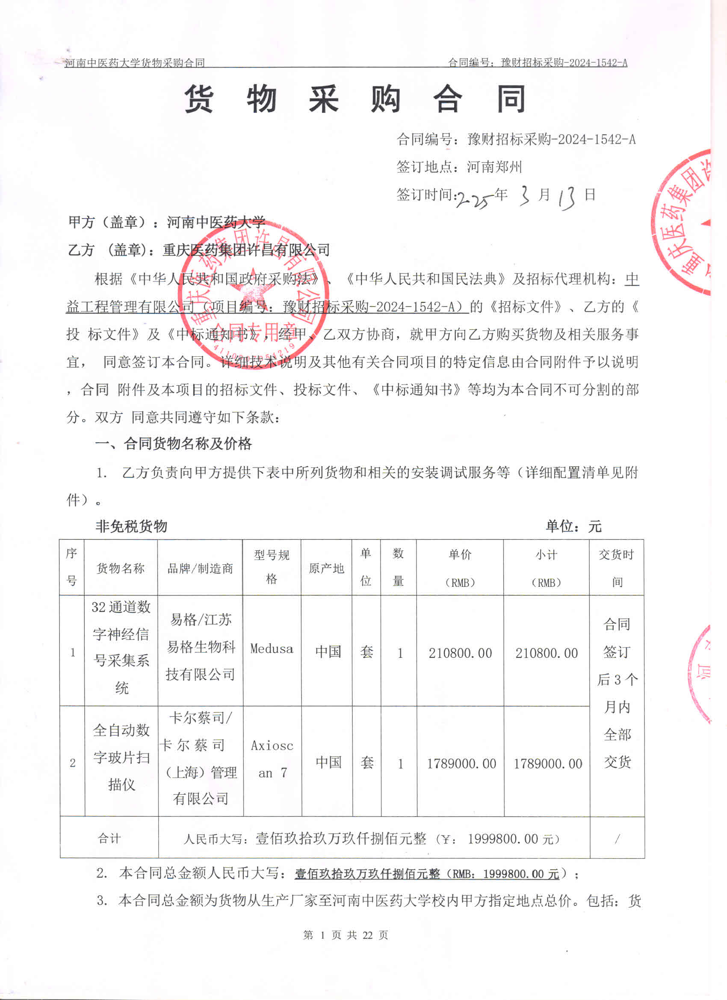 河南中医药大学货物采购合同 合同编号：豫财招标采购-2024-1542-A
货物采购合同
合同编号：豫财招标采购-2024-1542-A
签订地点：河南郑州
签订时间:2025年 3 月 13 日
甲方（盖章）：河南中医药大学
乙方 (盖章)：重庆医药集团许昌有限公司
根据《中华人民共和国政府采购法》、《中华人民共和国民法典》及招标代理机构：中
益工程管理有限公司（项目编号：豫财招标采购-2024-1542-A）的《招标文件》、乙方的《
投 标文件》及《中标通知书》，经甲、乙双方协商，就甲方向乙方购买货物及相关服务事
宜， 同意签订本合同。详细技术说明及其他有关合同项目的特定信息由合同附件予以说明
，合同 附件及本项目的招标文件、投标文件、《中标通知书》等均为本合同不可分割的部
分。双方 同意共同遵守如下条款：
重庆医药集团许昌有限公司
合同专用章
4110007054219
重庆医药集团许
河
一、合同货物名称及价格
1. 乙方负责向甲方提供下表中所列货物和相关的安装调试服务等（详细配置清单见附
件）。
非免税货物 单位：元
序号 货物名称 品牌/制造商 型号规格 原产地 单位 数量 单价（RMB） 小计（RMB） 交货时间
1 32通道数字神经信号采集系统 易格/江苏易格生物科技有限公司 Medusa 中国 套 1 210800.00 210800.00 合同签订后3个月内全部交货
2 全自动数字玻片扫描仪 卡尔蔡司/卡尔蔡司（上海）管理有限公司 Axioscan 7 中国 套 1 1789000.00 1789000.00
合计 人民币大写：壹佰玖拾玖万玖仟捌佰元整（¥： 1999800.00 元） /
2. 本合同总金额人民币大写：壹佰玖拾玖万玖仟捌佰元整（RMB：1999800.00 元）；
3. 本合同总金额为货物从生产厂家至河南中医药大学校内甲方指定地点总价。包括：货
第 1 页 共 22 页